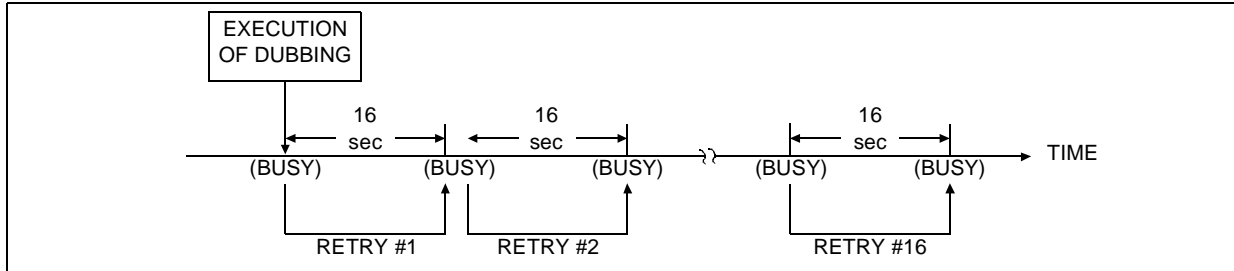 EXECUTION
OF DUBBING
16
sec
16
sec
16
sec
TIME
(BUSY)
(BUSY)
(BUSY)
(BUSY)
(BUSY)
RETRY #1
RETRY #2
RETRY #16